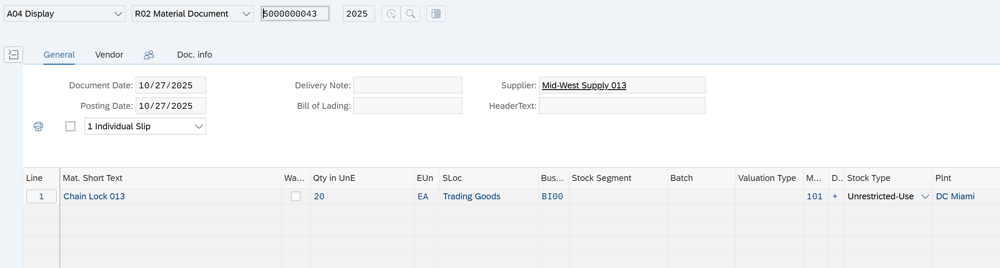 A04 Display R02 Material Document 5000000043 2025
General Vendor Doc. info
Document Date: 10/27/2025 Delivery Note: Supplier: Mid-West Supply 013
Posting Date: 10/27/2025 Bill of Lading: HeaderText:
1 Individual Slip
Line Mat. Short Text Wa... Qty in UnE EUn SLoc Bus... Stock Segment Batch Valuation Type M... D.. Stock Type Plnt
1 Chain Lock 013 20 EA Trading Goods BI00 101 + Unrestricted-Use DC Miami